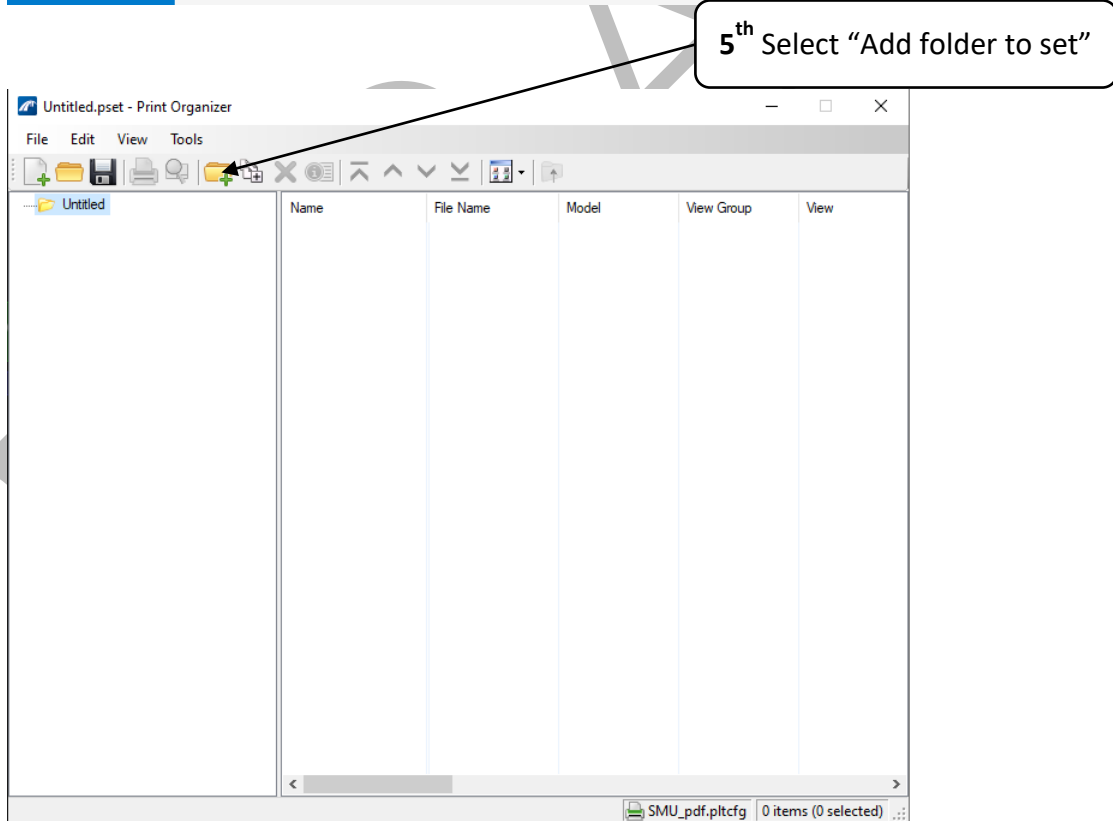 5th Select “Add folder to set”
Untitled.pset - Print Organizer
File Edit View Tools
Untitled
Name File Name Model View Group View
SMU_pdf.pltcfg 0 items (0 selected)